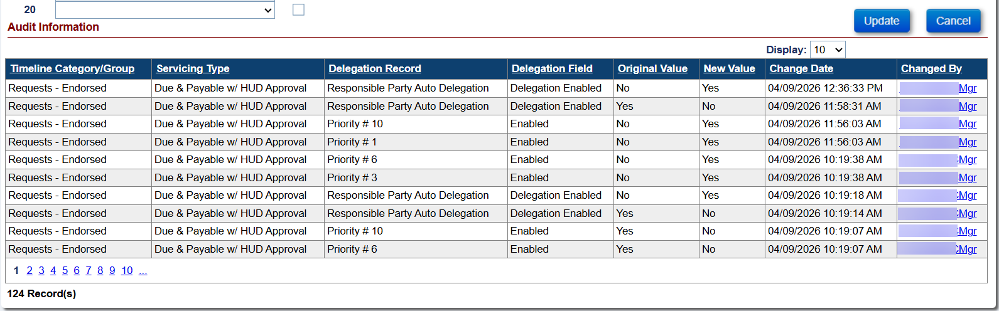 20
Audit Information
Update Cancel
Display: 10
Timeline Category/Group Servicing Type Delegation Record Delegation Field Original Value New Value Change Date Changed By
Requests - Endorsed Due & Payable w/ HUD Approval Responsible Party Auto Delegation Delegation Enabled No Yes 04/09/2026 12:36:33 PM Mgr
Requests - Endorsed Due & Payable w/ HUD Approval Responsible Party Auto Delegation Delegation Enabled Yes No 04/09/2026 11:58:31 AM Mgr
Requests - Endorsed Due & Payable w/ HUD Approval Priority # 10 Enabled No Yes 04/09/2026 11:56:03 AM Mgr
Requests - Endorsed Due & Payable w/ HUD Approval Priority # 1 Enabled No Yes 04/09/2026 11:56:03 AM Mgr
Requests - Endorsed Due & Payable w/ HUD Approval Priority # 6 Enabled No Yes 04/09/2026 10:19:38 AM Mgr
Requests - Endorsed Due & Payable w/ HUD Approval Priority # 3 Enabled No Yes 04/09/2026 10:19:38 AM Mgr
Requests - Endorsed Due & Payable w/ HUD Approval Responsible Party Auto Delegation Delegation Enabled No Yes 04/09/2026 10:19:18 AM Mgr
Requests - Endorsed Due & Payable w/ HUD Approval Responsible Party Auto Delegation Delegation Enabled Yes No 04/09/2026 10:19:14 AM Mgr
Requests - Endorsed Due & Payable w/ HUD Approval Priority # 10 Enabled Yes No 04/09/2026 10:19:07 AM Mgr
Requests - Endorsed Due & Payable w/ HUD Approval Priority # 6 Enabled Yes No 04/09/2026 10:19:07 AM Mgr
1 2 3 4 5 6 7 8 9 10 ...
124 Record(s)